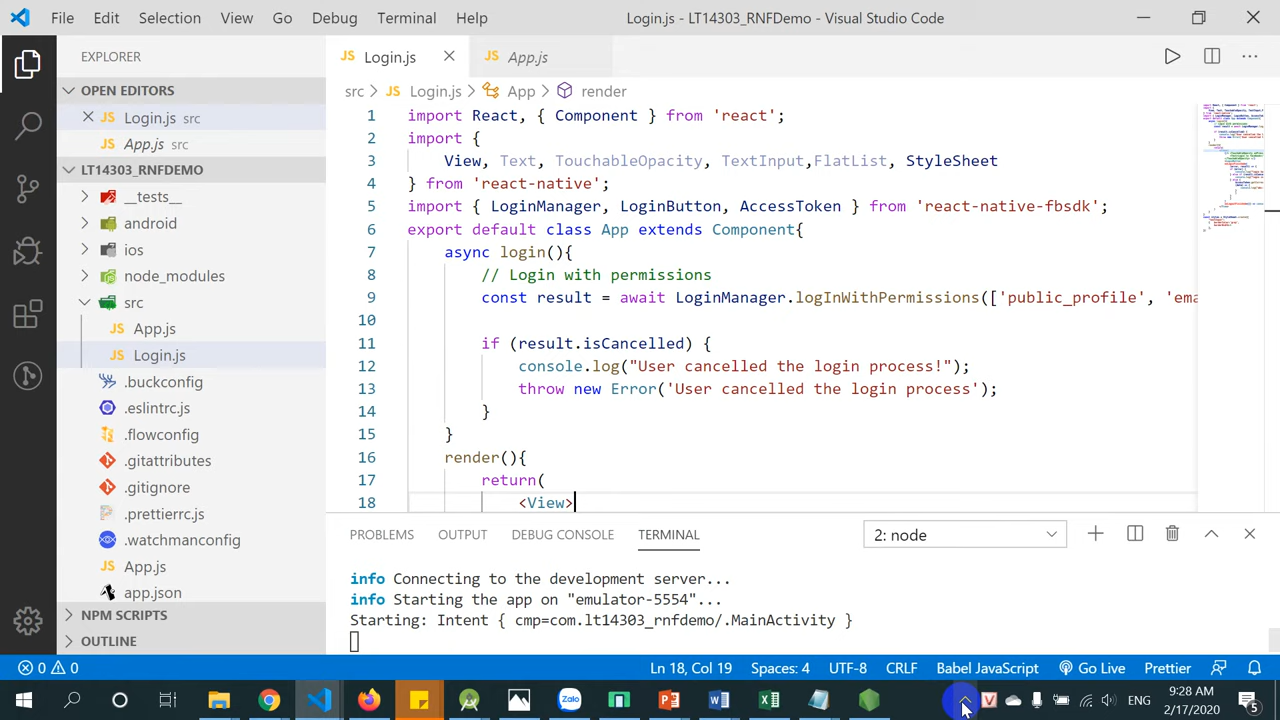 File Edit Selection View Go Debug Terminal Help Login.js - LT14303_RNFDemo - Visual Studio Code
EXPLORER
OPEN EDITORS
Login.js src
App.js src
LT14303_RNFDEMO
__tests__
android
ios
node_modules
src
JS App.js
JS Login.js
.buckconfig
.eslintrc.js
.flowconfig
.gitattributes
.gitignore
.prettierrc.js
.watchmanconfig
JS App.js
app.json
NPM SCRIPTS
OUTLINE
JS Login.js JS App.js
src > JS Login.js > App > render
1 import React, { Component } from 'react';
2 import {
3 View, Text, TouchableOpacity, TextInput,FlatList, StyleSheet
4 } from 'react-native';
5 import { LoginManager, LoginButton, AccessToken } from 'react-native-fbsdk';
6 export default class App extends Component{
7 async login(){
8 // Login with permissions
9 const result = await LoginManager.logInWithPermissions(['public_profile', 'ema
10
11 if (result.isCancelled) {
12 console.log("User cancelled the login process!");
13 throw new Error('User cancelled the login process');
14 }
15 }
16 render(){
17 return(
18 <View>
PROBLEMS OUTPUT DEBUG CONSOLE TERMINAL 2: node
info Connecting to the development server...
info Starting the app on "emulator-5554"...
Starting: Intent { cmp=com.lt14303_rnfdemo/.MainActivity }
0 0 Ln 18, Col 19 Spaces: 4 UTF-8 CRLF Babel JavaScript Go Live Prettier
Zalo ENG 9:28 AM
2/17/2020 5